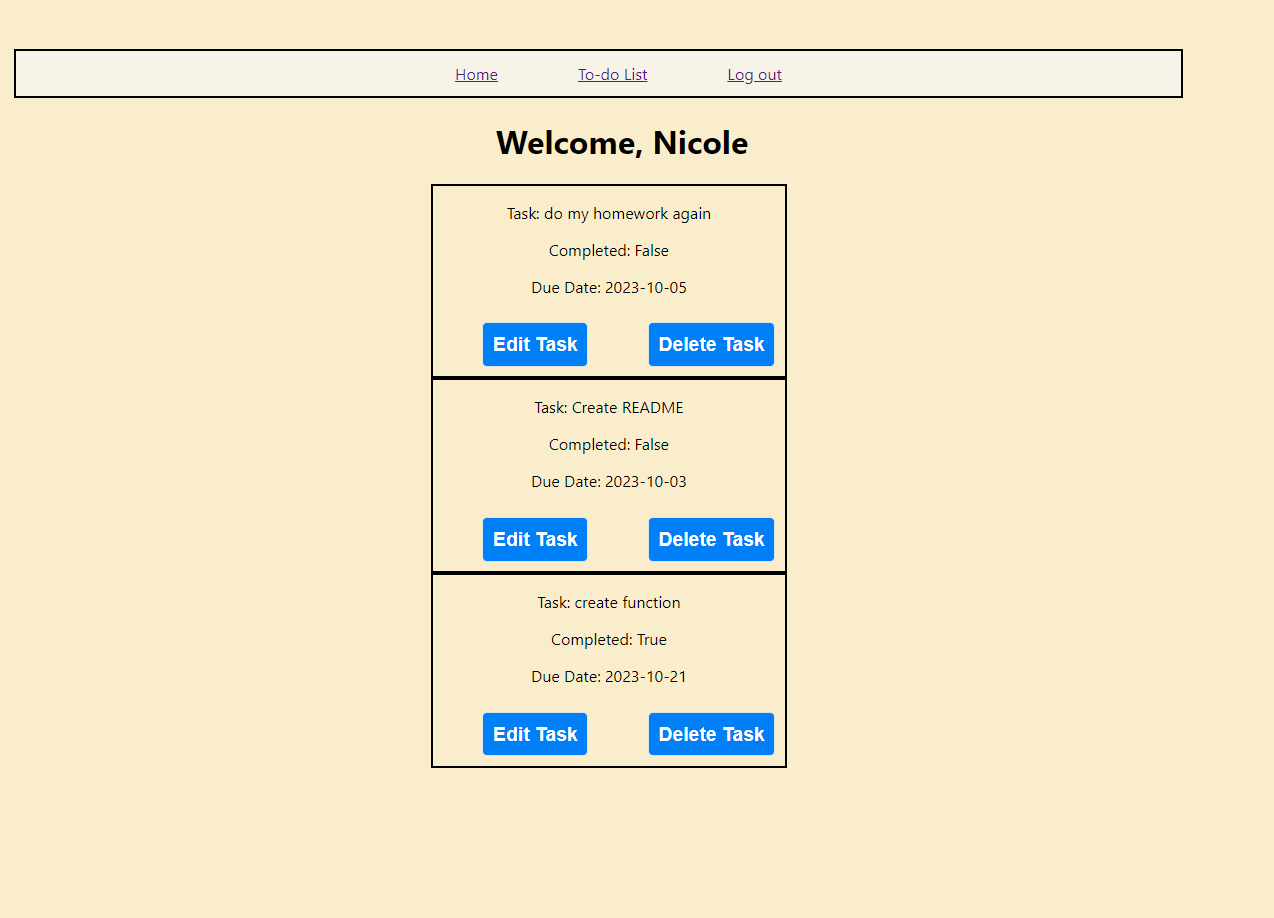 Home To-do List Log out
Welcome, Nicole
Task: do my homework again
Completed: False
Due Date: 2023-10-05
Edit Task Delete Task
Task: Create README
Completed: False
Due Date: 2023-10-03
Edit Task Delete Task
Task: create function
Completed: True
Due Date: 2023-10-21
Edit Task Delete Task